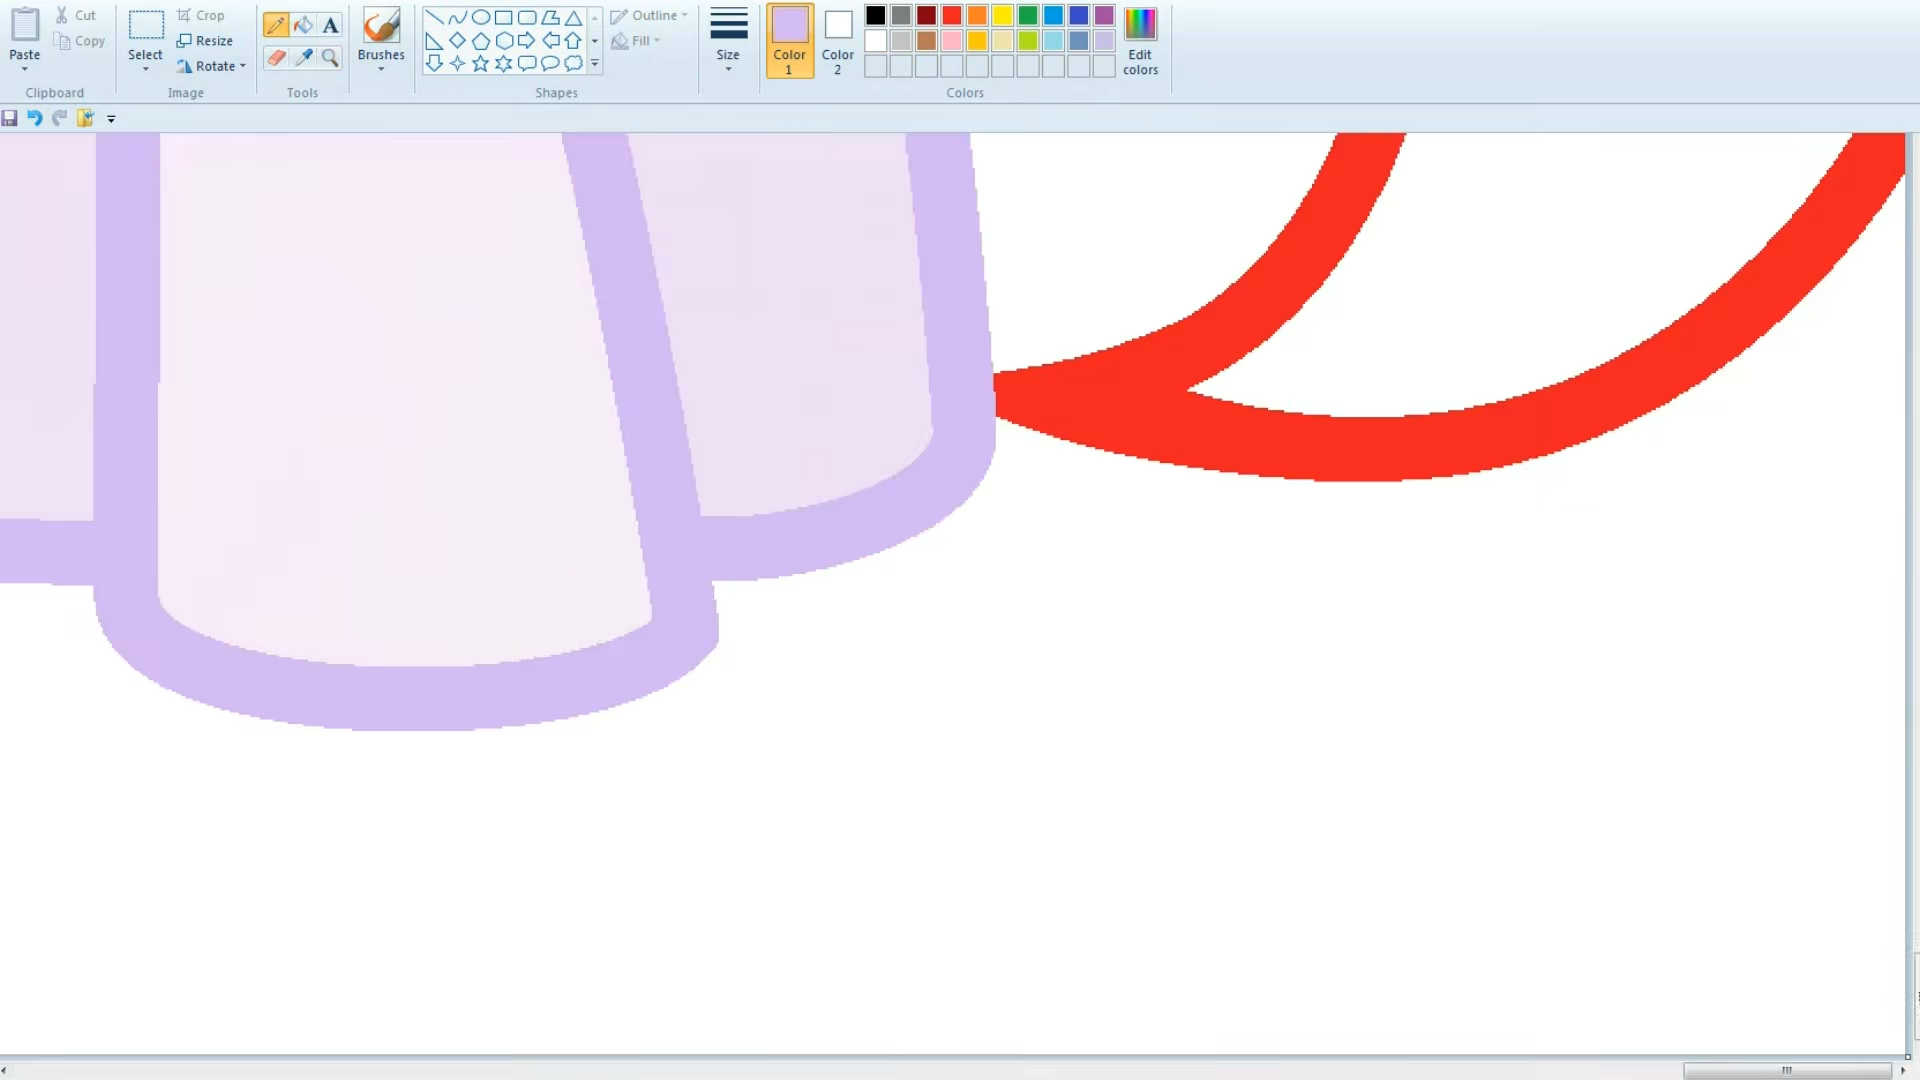 Paste
Cut
Copy
Clipboard
Select
Crop
Resize
Rotate
Image
A
Tools
Brushes
Shapes
Outline
Fill
Size
Color
1
Color
2
Edit
colors
Colors